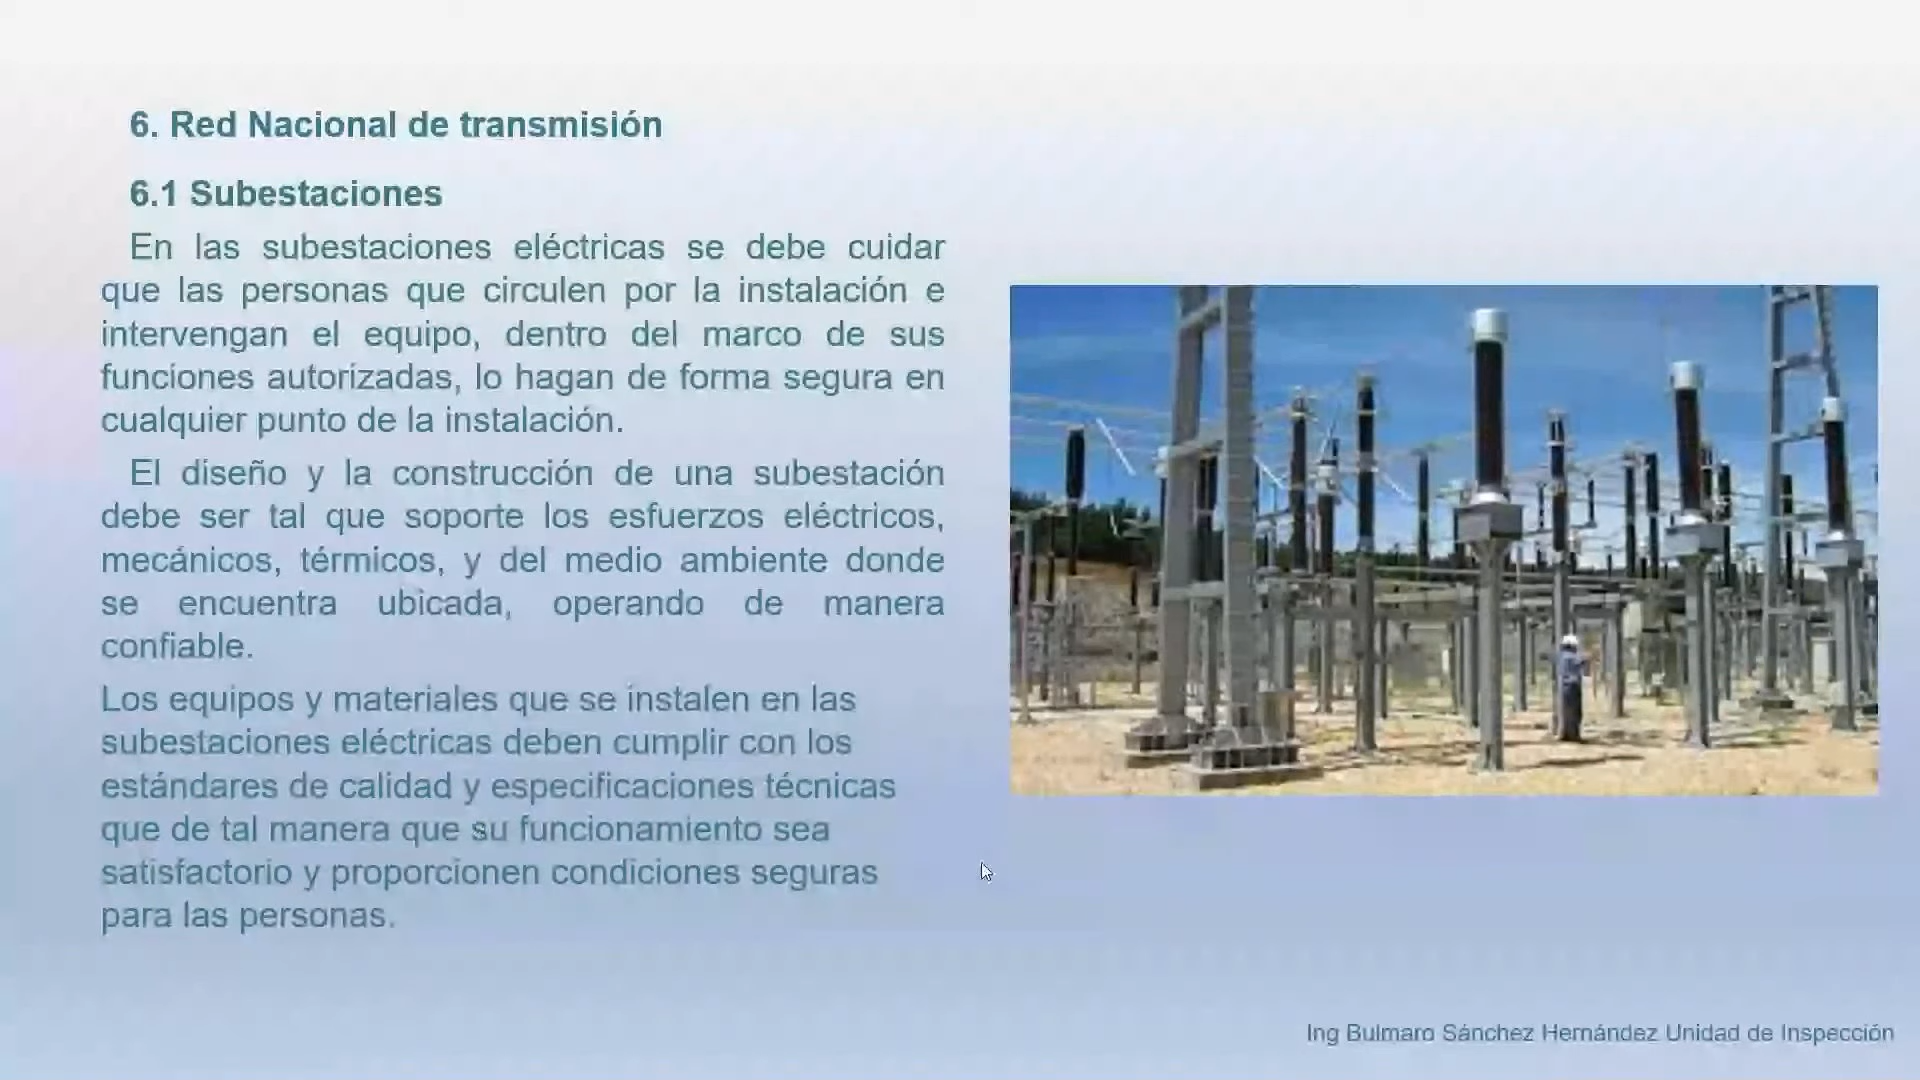 6. Red Nacional de transmisión
6.1 Subestaciones
En las subestaciones eléctricas se debe cuidar
que las personas que circulen por la instalación e
intervengan el equipo, dentro del marco de sus
funciones autorizadas, lo hagan de forma segura en
cualquier punto de la instalación.
El diseño y la construcción de una subestación
debe ser tal que soporte los esfuerzos eléctricos,
mecánicos, térmicos, y del medio ambiente donde
se encuentra ubicada, operando de manera
confiable.
Los equipos y materiales que se instalen en las
subestaciones eléctricas deben cumplir con los
estándares de calidad y especificaciones técnicas
que de tal manera que su funcionamiento sea
satisfactorio y proporcionen condiciones seguras
para las personas.
Ing Bulmaro Sánchez Hernández Unidad de Inspección